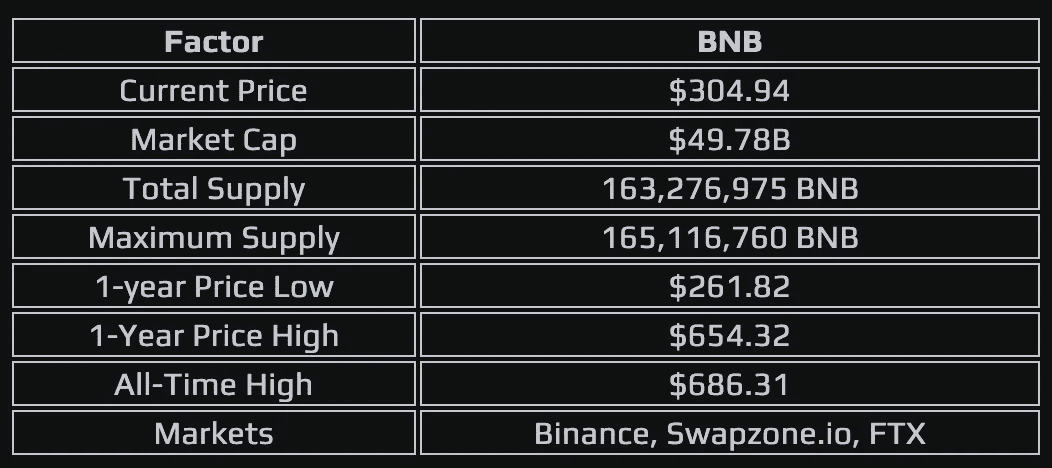 Factor BNB
Current Price $304.94
Market Cap $49.78B
Total Supply 163,276,975 BNB
Maximum Supply 165,116,760 BNB
1-year Price Low $261.82
1-Year Price High $654.32
All-Time High $686.31
Markets Binance, Swapzone.io, FTX